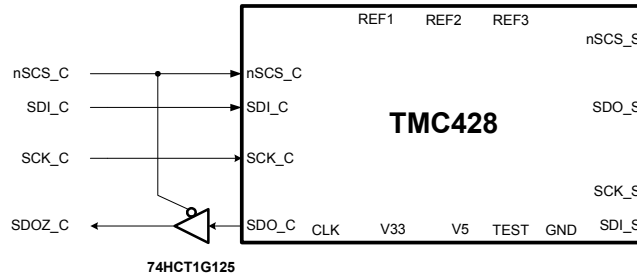 REF1 REF2 REF3
nSCS_S
nSCS_C nSCS_C
SDI_C SDI_C SDO_S
TMC428
SCK_C SCK_C
SCK_S
SDOZ_C SDO_C CLK V33 V5 TEST GND SDI_S
74HCT1G125